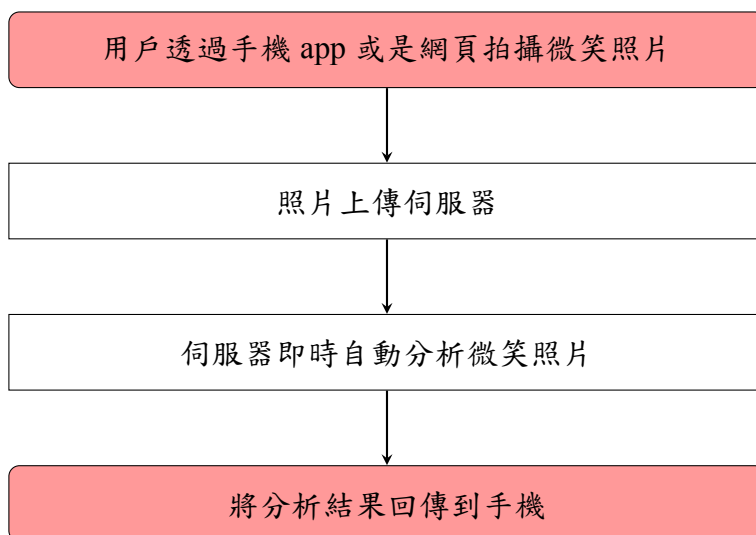 用戶透過手機 app 或是網頁拍攝微笑照片
照片上傳伺服器
伺服器即時自動分析微笑照片
將分析結果回傳到手機